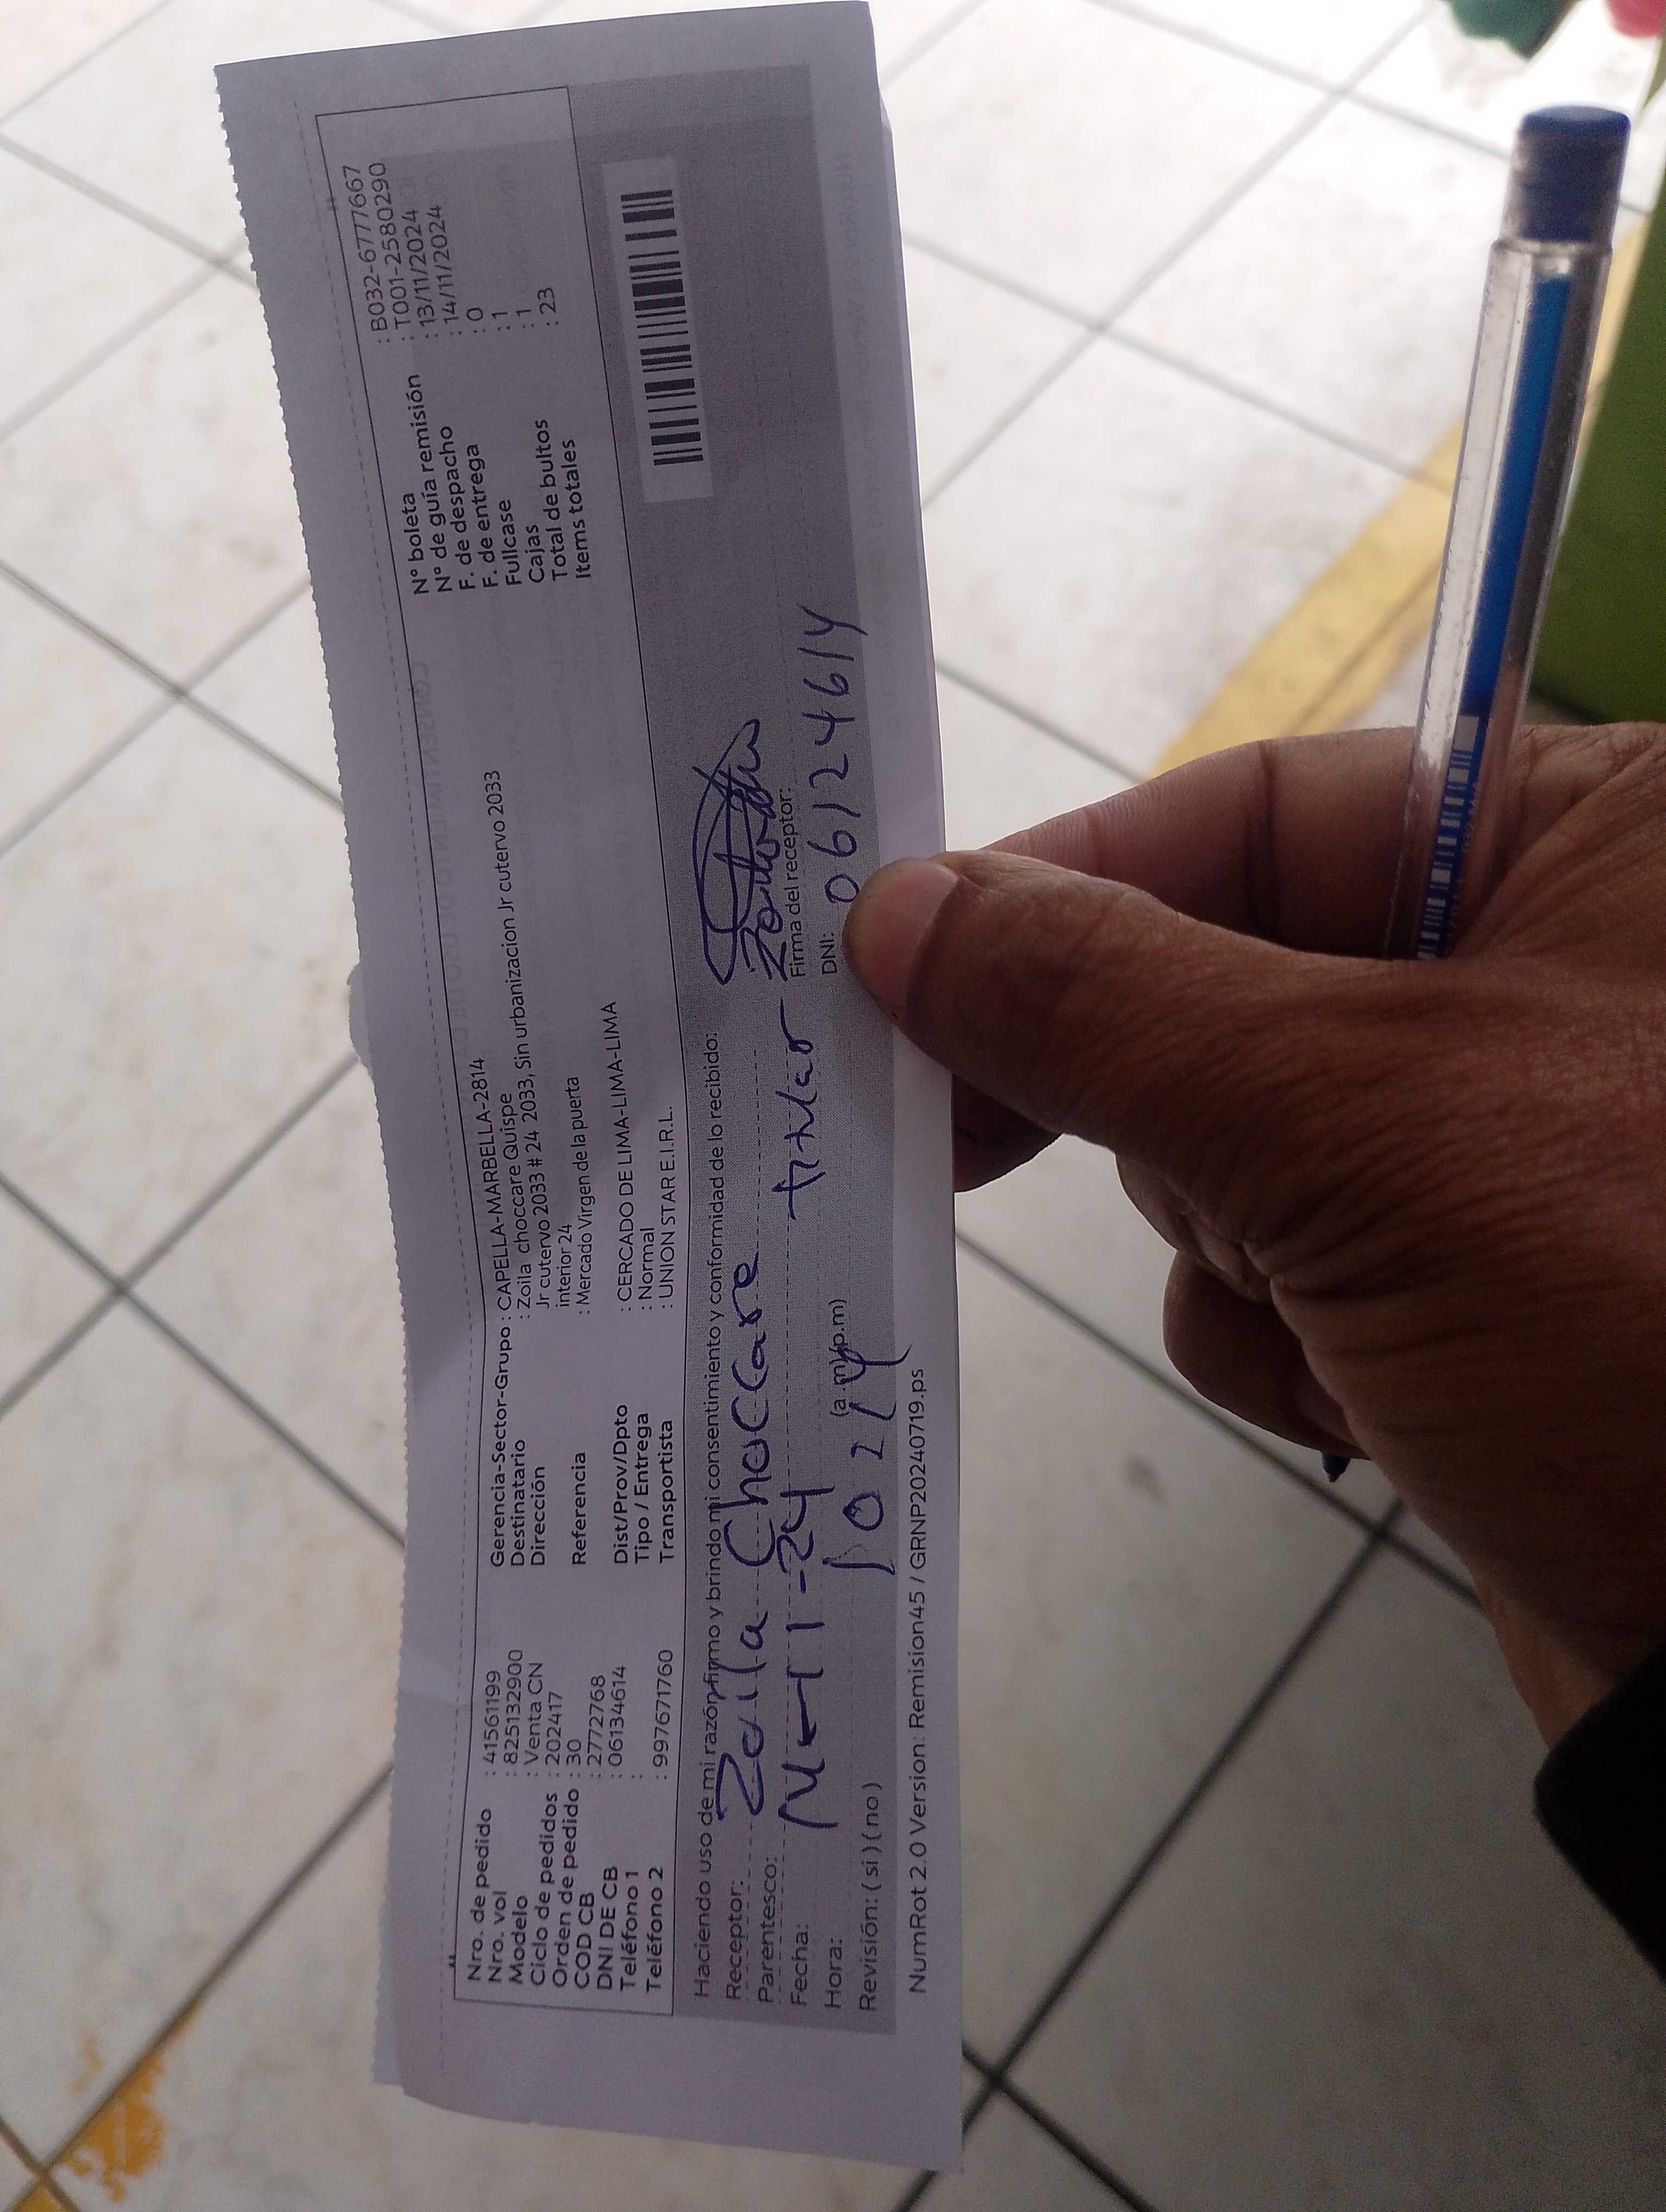 Nro. de pedido : 41561199
Nro. vol : 825132900
Modelo : Venta CN
Ciclo de pedidos : 202417
Orden de pedido : 30
COD CB : 2772768
DNI DE CB : 06134614
Teléfono 1 :
Teléfono 2 : 997671760
Gerencia-Sector-Grupo : CAPELLA-MARBELLA-2814
Destinatario : Zoila choccare Quispe
Dirección Jr cutervo 2033 # 24 2033, Sin urbanizacion Jr cutervo 2033
interior 24
Referencia : Mercado Virgen de la puerta
Dist/Prov/Dpto : CERCADO DE LIMA-LIMA-LIMA
Tipo / Entrega : Normal
Transportista : UNION STAR E.I.R.L.
N° boleta : B032-6777667
N° de guía remisión : T001-2580290
F. de despacho : 13/11/2024
F. de entrega : 14/11/2024
Fullcase : 0
Cajas : 1
Total de bultos : 1
Items totales : 23
Haciendo uso de mi razón firmo y brindo mi consentimiento y conformidad de lo recibido:
Receptor: Zoila Choccare
Parentesco: titular
Fecha: 14-11-24
Hora: 1024 (a.m/p.m)
Revisión: ( si ) ( no )
Firma del receptor:
DNI: 06124614
NumRot 2.0 Version: Remision45 / GRNP20240719.ps